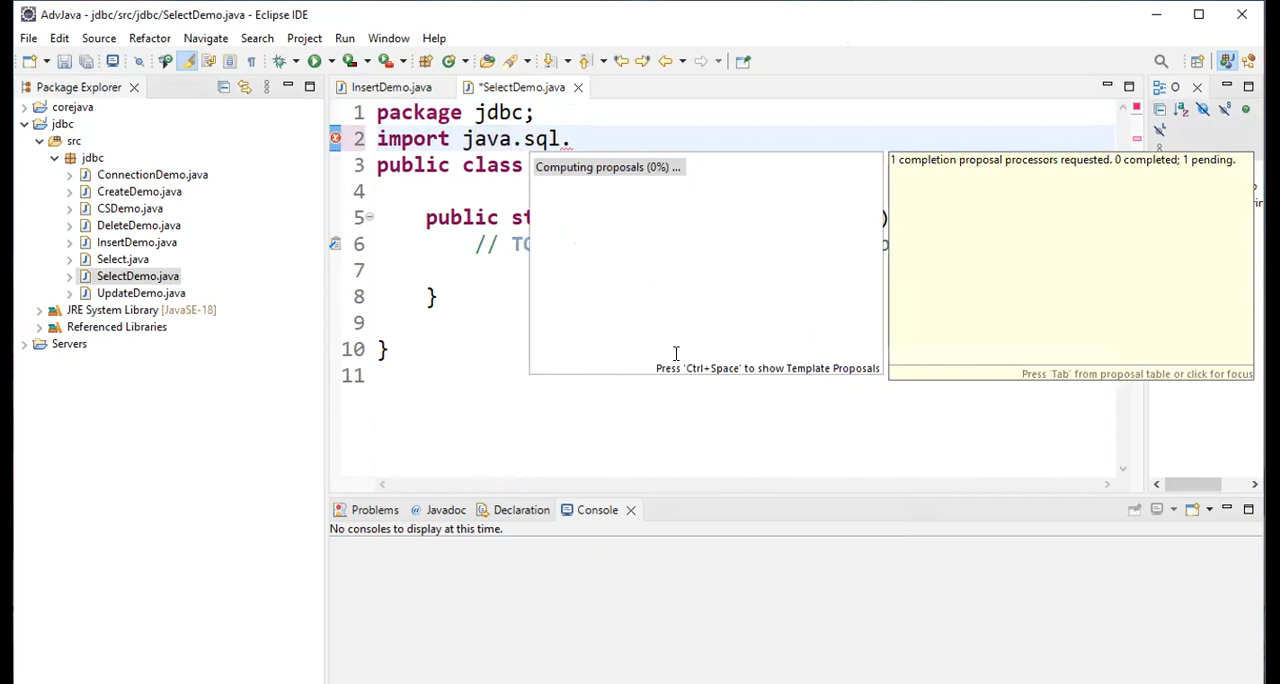 AdvJava - jdbc/src/jdbc/SelectDemo.java - Eclipse IDE
File Edit Source Refactor Navigate Search Project Run Window Help
Package Explorer
corejava
jdbc
src
jdbc
ConnectionDemo.java
CreateDemo.java
CSDemo.java
DeleteDemo.java
InsertDemo.java
Select.java
SelectDemo.java
UpdateDemo.java
JRE System Library [JavaSE-18]
Referenced Libraries
Servers
InsertDemo.java *SelectDemo.java
1 package jdbc;
2 import java.sql.
3 public class
4
5 public st )
6 // TO
7
8 }
9
10 }
11
Computing proposals (0%) ...
Press 'Ctrl+Space' to show Template Proposals
1 completion proposal processors requested. 0 completed; 1 pending.
Press 'Tab' from proposal table or click for focus
O
Problems @ Javadoc Declaration Console
No consoles to display at this time.